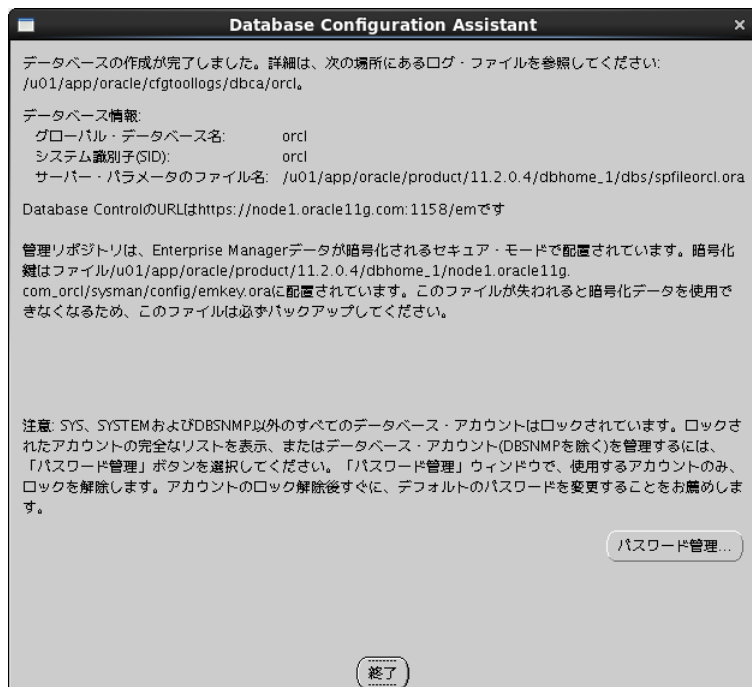 Database Configuration Assistant
データベースの作成が完了しました。詳細は、次の場所にあるログ・ファイルを参照してください:
/u01/app/oracle/cfgtoollogs/dbca/orcl。
データベース情報:
グローバル・データベース名: orcl
システム識別子(SID): orcl
サーバー・パラメータのファイル名: /u01/app/oracle/product/11.2.0.4/dbhome_1/dbs/spfileorcl.ora
Database ControlのURLはhttps://node1.oracle11g.com:1158/emです
管理リポジトリは、Enterprise Managerデータが暗号化されるセキュア・モードで配置されています。暗号化
鍵はファイル/u01/app/oracle/product/11.2.0.4/dbhome_1/node1.oracle11g.
com_orcl/sysman/config/emkey.oraに配置されています。このファイルが失われると暗号化データを使用で
きなくなるため、このファイルは必ずバックアップしてください。
注意: SYS、SYSTEMおよびDBSNMP以外のすべてのデータベース・アカウントはロックされています。ロックさ
れたアカウントの完全なリストを表示、またはデータベース・アカウント(DBSNMPを除く)を管理するには、
「パスワード管理」ボタンを選択してください。「パスワード管理」ウィンドウで、使用するアカウントのみ、
ロックを解除します。アカウントのロック解除後すぐに、デフォルトのパスワードを変更することをお薦めしま
す。
パスワード管理...
終了